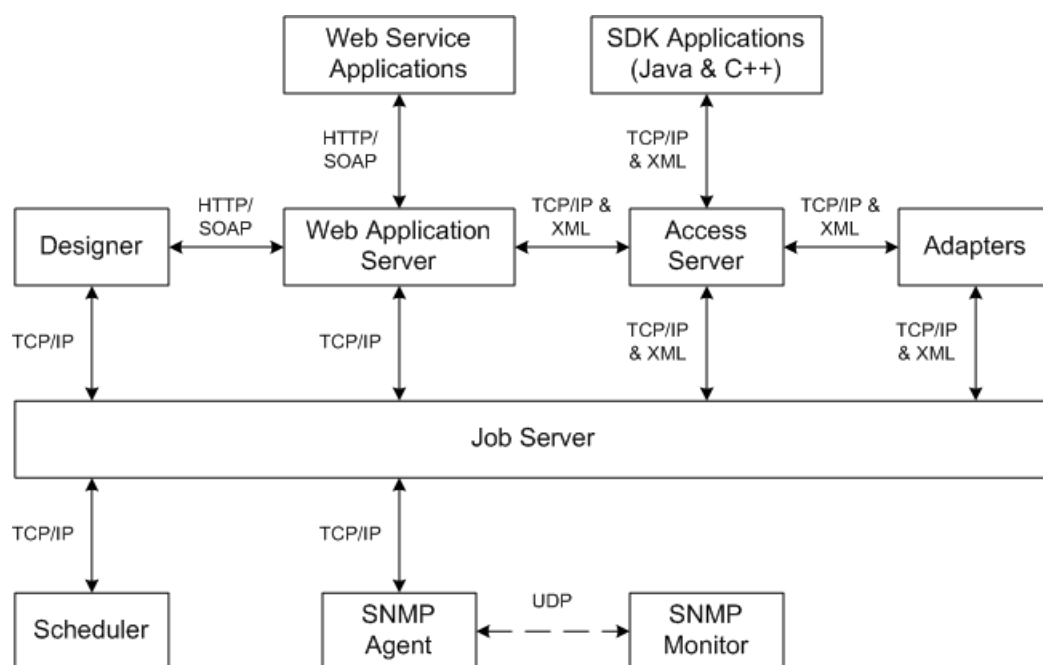 Web Service
Applications
SDK Applications
(Java & C++)
HTTP/
SOAP
TCP/IP
& XML
Designer
HTTP/
SOAP
Web Application
Server
TCP/IP &
XML
Access
Server
TCP/IP &
XML
Adapters
TCP/IP
TCP/IP
TCP/IP
& XML
TCP/IP
& XML
Job Server
TCP/IP
TCP/IP
Scheduler
SNMP
Agent
UDP
SNMP
Monitor